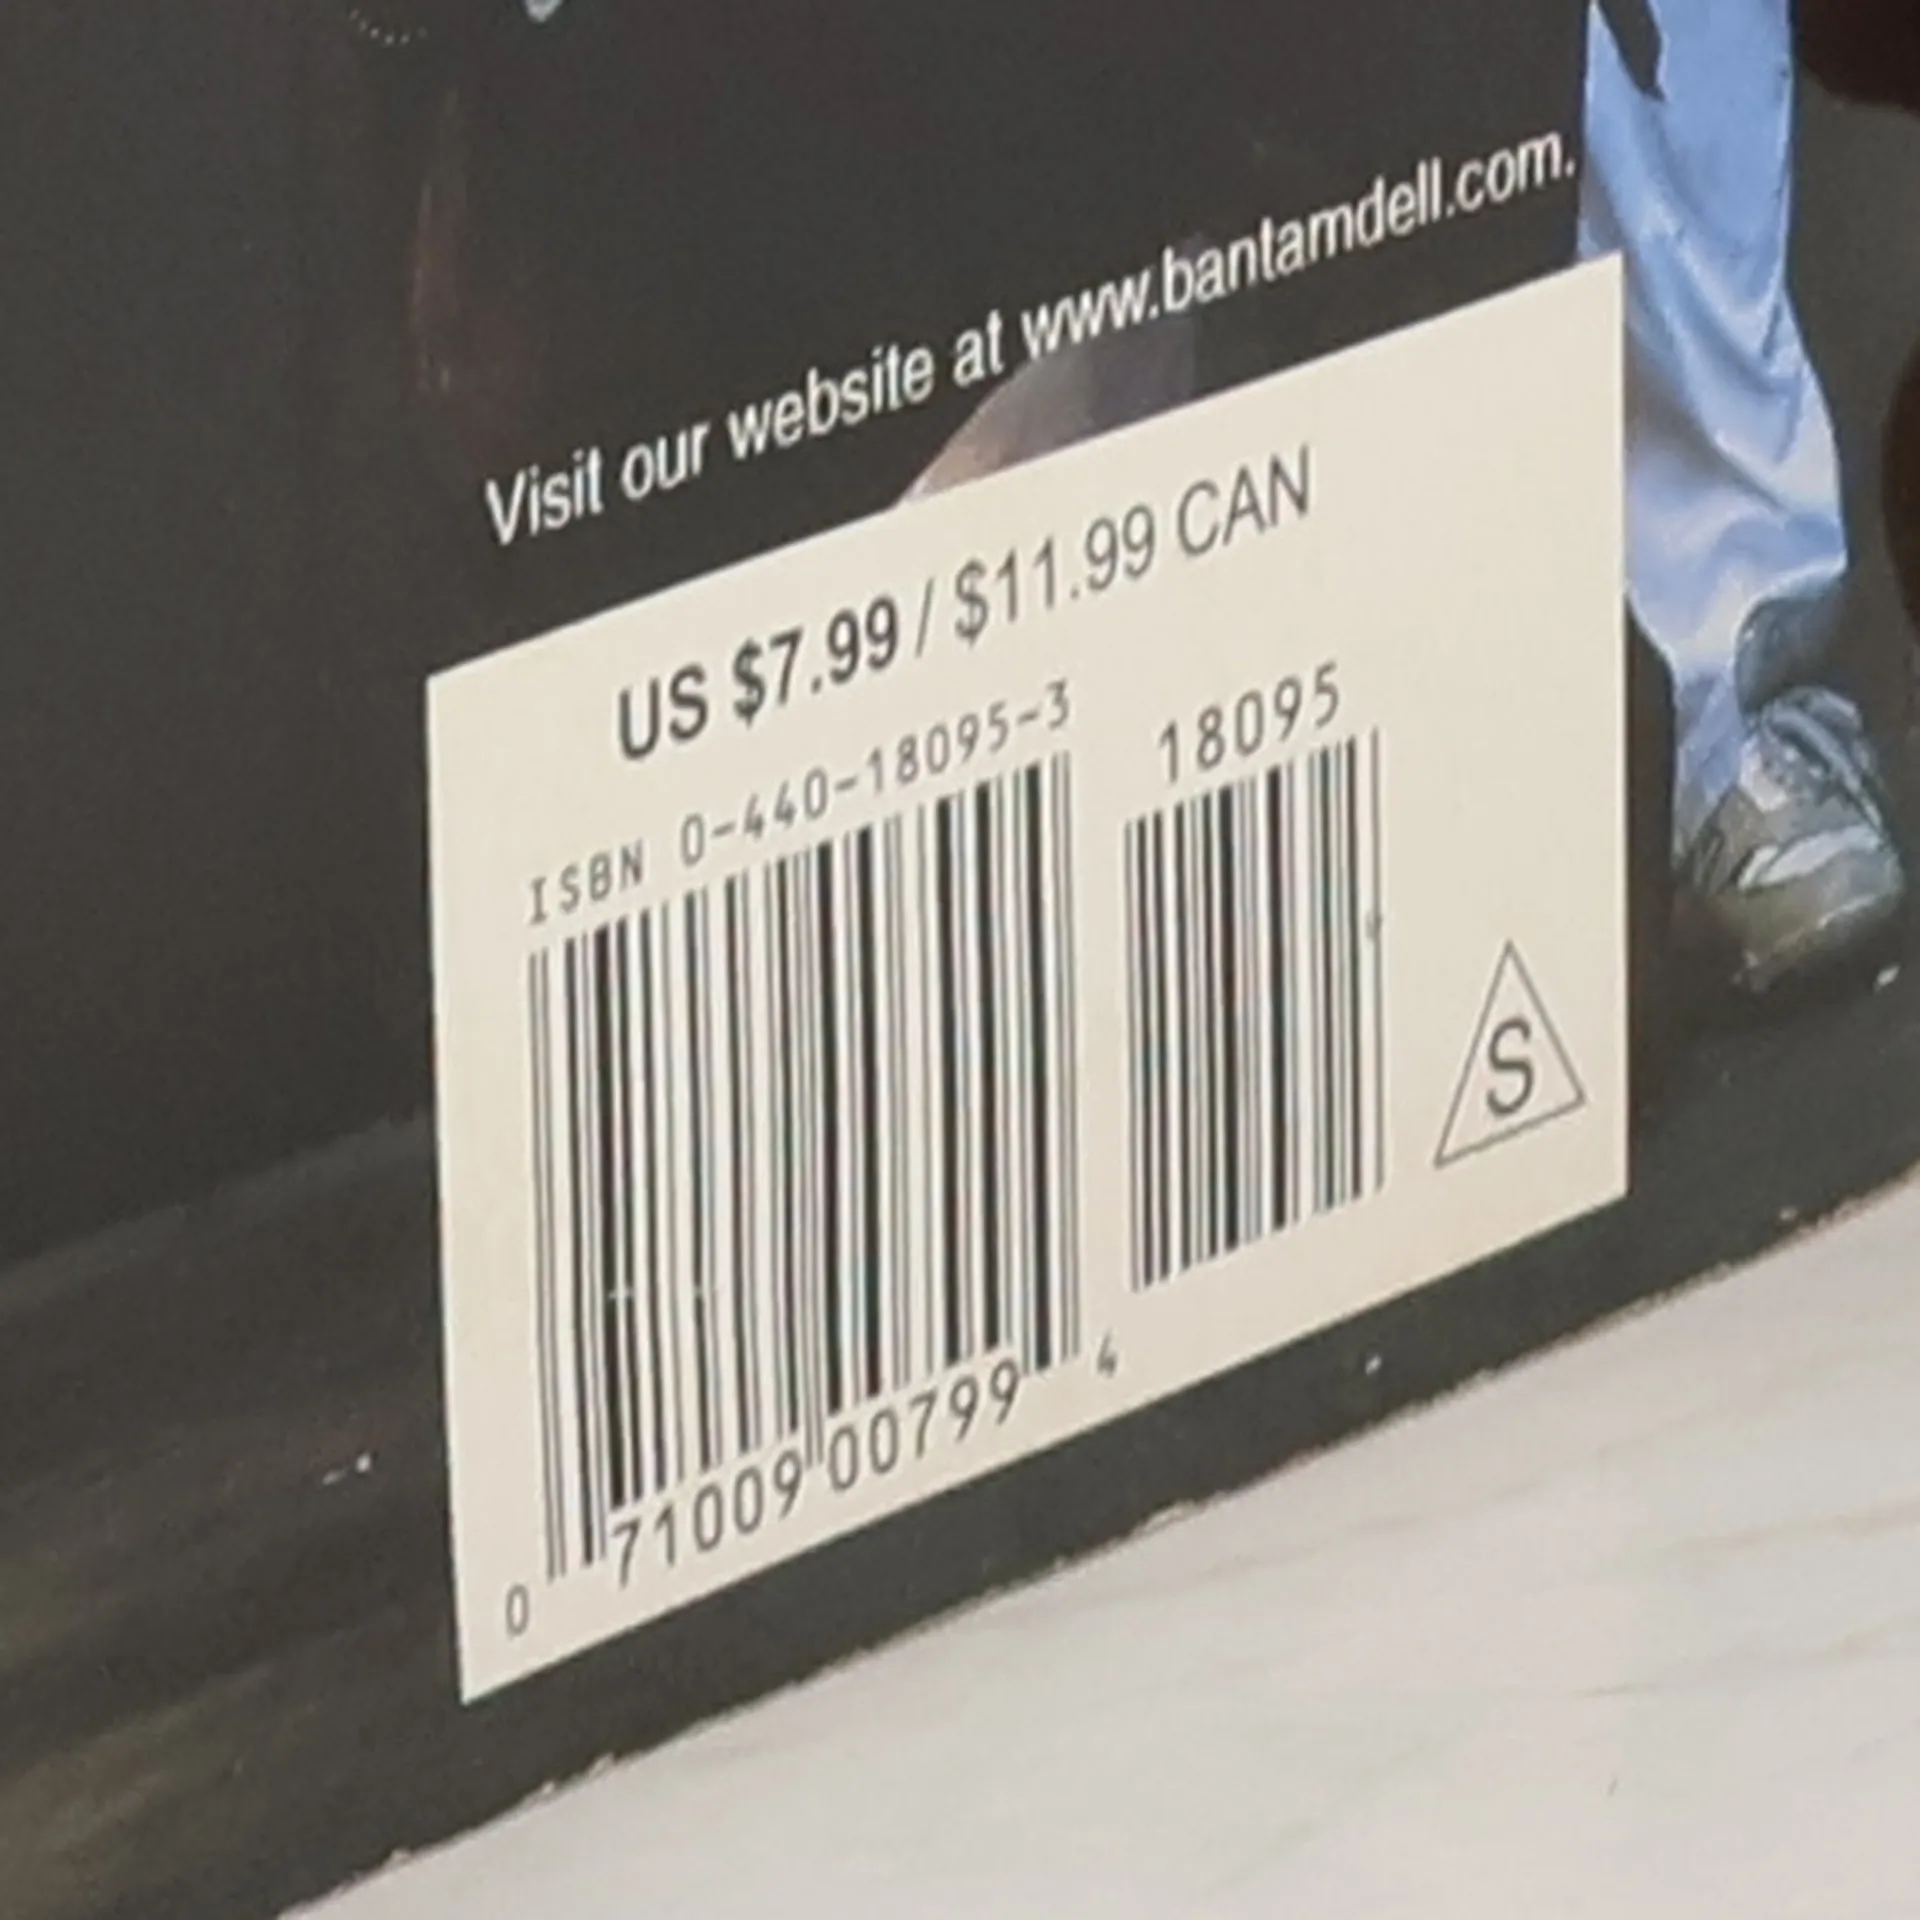 Visit our website at www.bantamdell.com.
US $7.99 / $11.99 CAN
ISBN 0-440-18095-3
18095
S
0 71009 00799 4